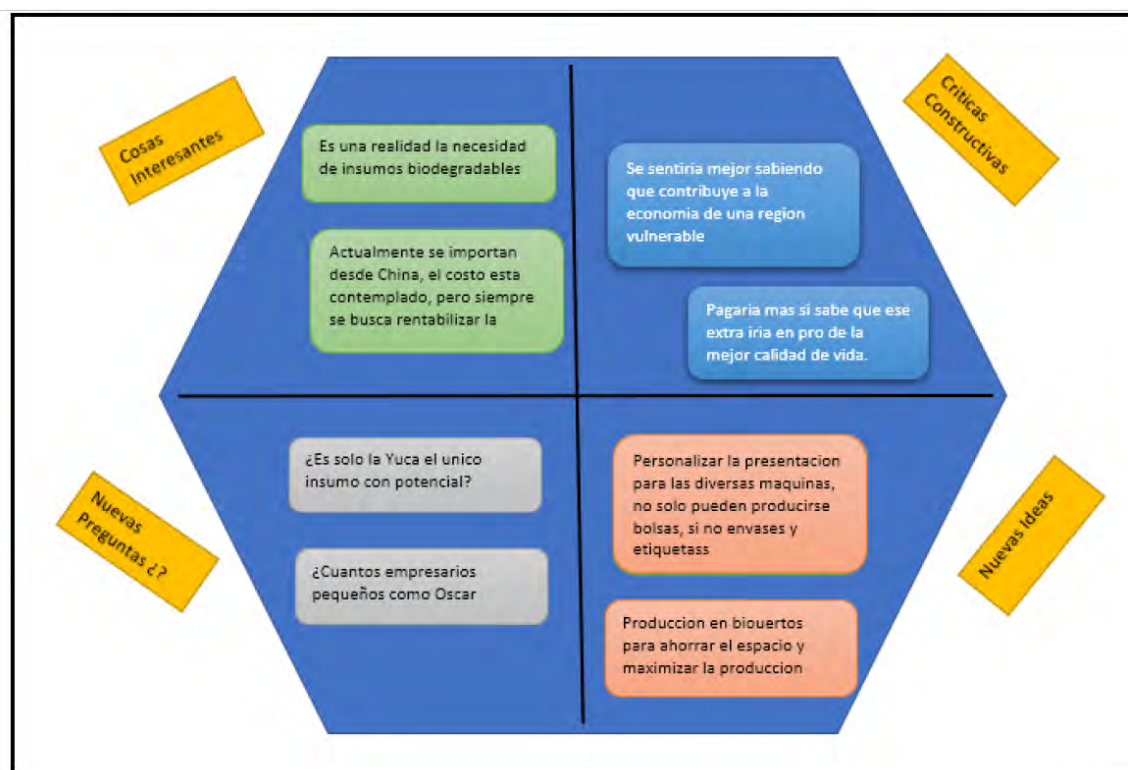 Cosas
Interesantes
Es una realidad la necesidad
de insumos biodegradables
Actualmente se importan
desde China, el costo esta
contemplado, pero siempre
se busca rentabilizar la
Criticas
Constructivas
Se sentiria mejor sabiendo
que contribuye a la
economia de una region
vulnerable
Pagaria mas si sabe que ese
extra iria en pro de la
mejor calidad de vida.
Nuevas
Preguntas ¿?
¿Es solo la Yuca el unico
insumo con potencial?
¿Cuantos empresarios
pequeños como Oscar
Nuevas Ideas
Personalizar la presentacion
para las diversas maquinas,
no solo pueden producirse
bolsas, si no envases y
etiquetass
Produccion en biouertos
para ahorrar el espacio y
maximizar la produccion